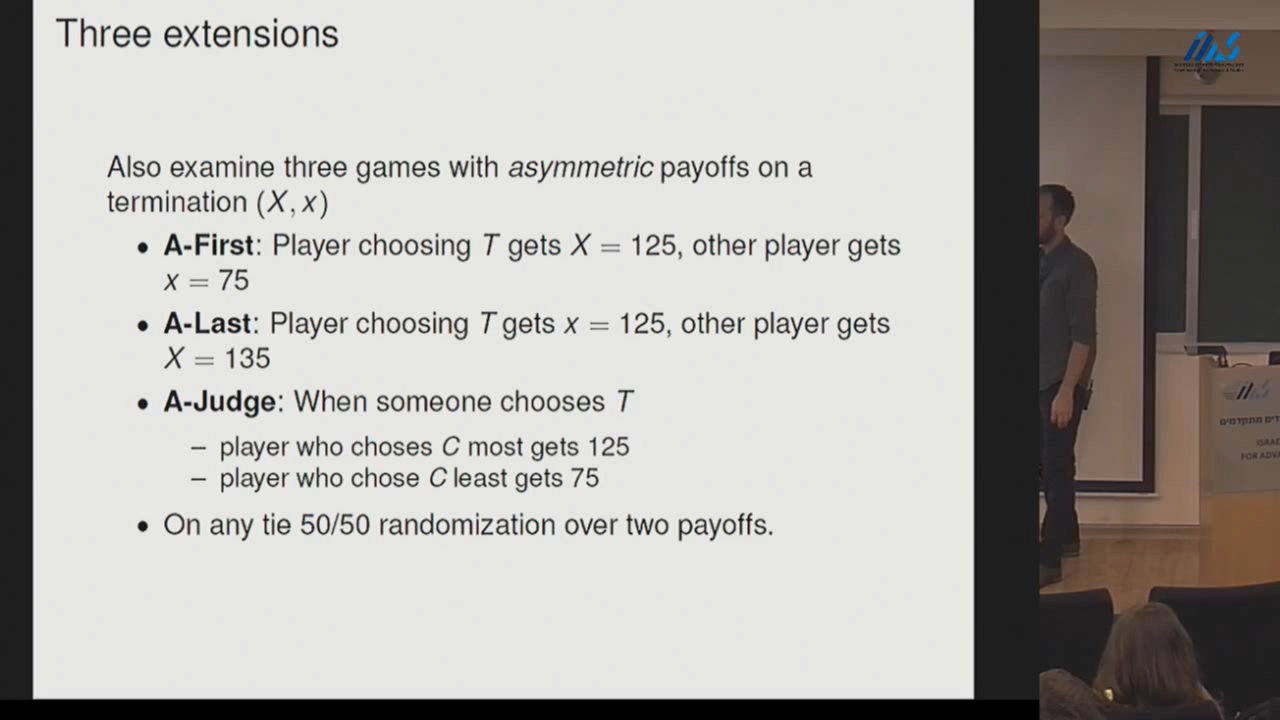 Three extensions
Also examine three games with asymmetric payoffs on a
termination (X, x)
• A-First: Player choosing T gets X = 125, other player gets
x = 75
• A-Last: Player choosing T gets x = 125, other player gets
X = 135
• A-Judge: When someone chooses T
– player who choses C most gets 125
– player who chose C least gets 75
• On any tie 50/50 randomization over two payoffs.